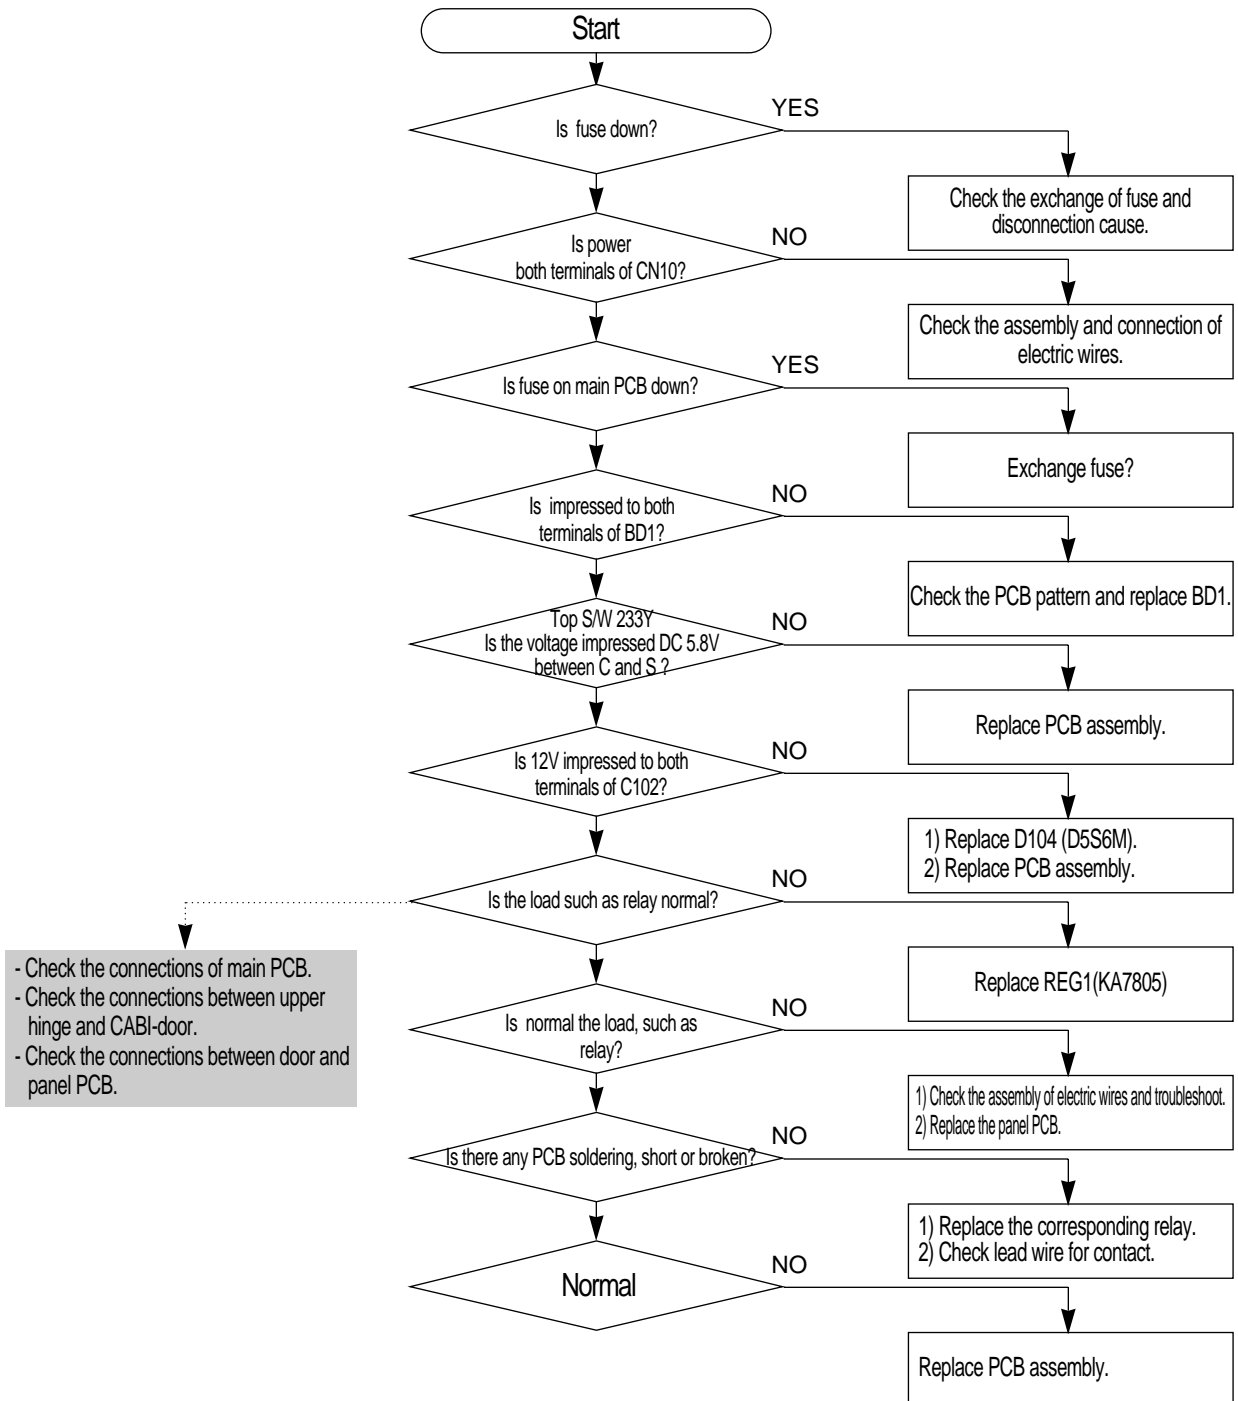 Start
Is fuse down?
YES
Check the exchange of fuse and
disconnection cause.
Is power
both terminals of CN10?
NO
Check the assembly and connection of
electric wires.
Is fuse on main PCB down?
YES
Exchange fuse?
Is impressed to both
terminals of BD1?
NO
Check the PCB pattern and replace BD1.
Top S/W 233Y
Is the voltage impressed DC 5.8V
between C and S ?
NO
Replace PCB assembly.
Is 12V impressed to both
terminals of C102?
NO
1) Replace D104 (D5S6M).
2) Replace PCB assembly.
Is the load such as relay normal?
NO
Replace REG1(KA7805)
- Check the connections of main PCB.
- Check the connections between upper
hinge and CABI-door.
- Check the connections between door and
panel PCB.
Is normal the load, such as
relay?
NO
1) Check the assembly of electric wires and troubleshoot.
2) Replace the panel PCB.
Is there any PCB soldering, short or broken?
NO
1) Replace the corresponding relay.
2) Check lead wire for contact.
Normal
NO
Replace PCB assembly.